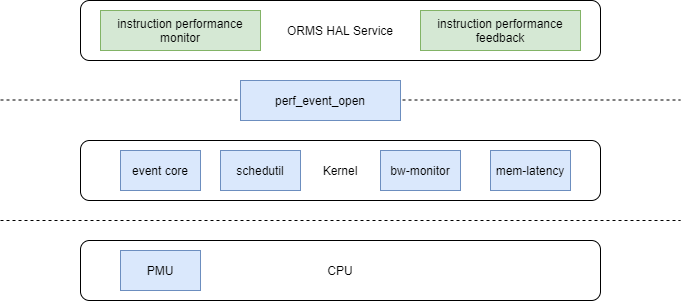 instruction performance
monitor
ORMS HAL Service
instruction performance
feedback
perf_event_open
event core
schedutil
Kernel
bw-monitor
mem-latency
PMU
CPU